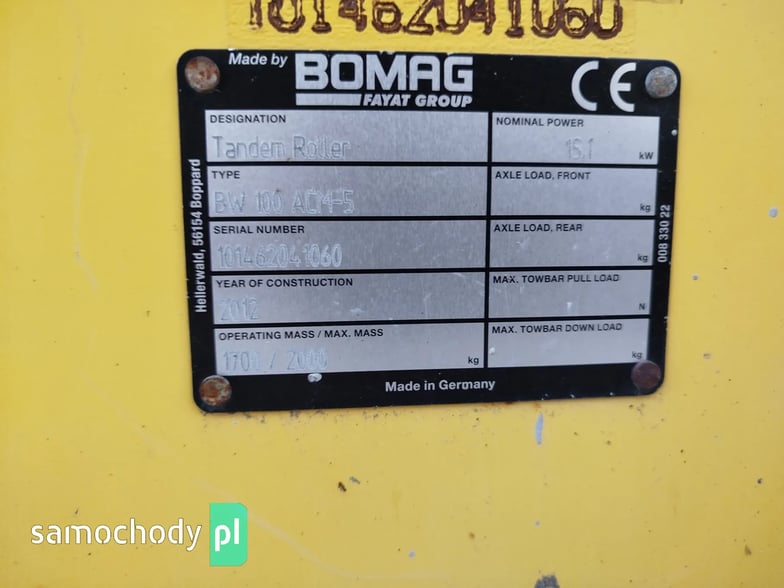 101462041060
Made by BOMAG
FAYAT GROUP
CE
DESIGNATION
Tandem Roller
NOMINAL POWER
16.1 kW
TYPE
BW 100 ACM-5
AXLE LOAD, FRONT
kg
SERIAL NUMBER
101462041060
AXLE LOAD, REAR
kg
YEAR OF CONSTRUCTION
2012
MAX. TOWBAR PULL LOAD
N
OPERATING MASS / MAX. MASS
1700 / 2000 kg
MAX. TOWBAR DOWN LOAD
kg
Made in Germany
Hellerwald, 56154 Boppard
008 330 22
samochody pl